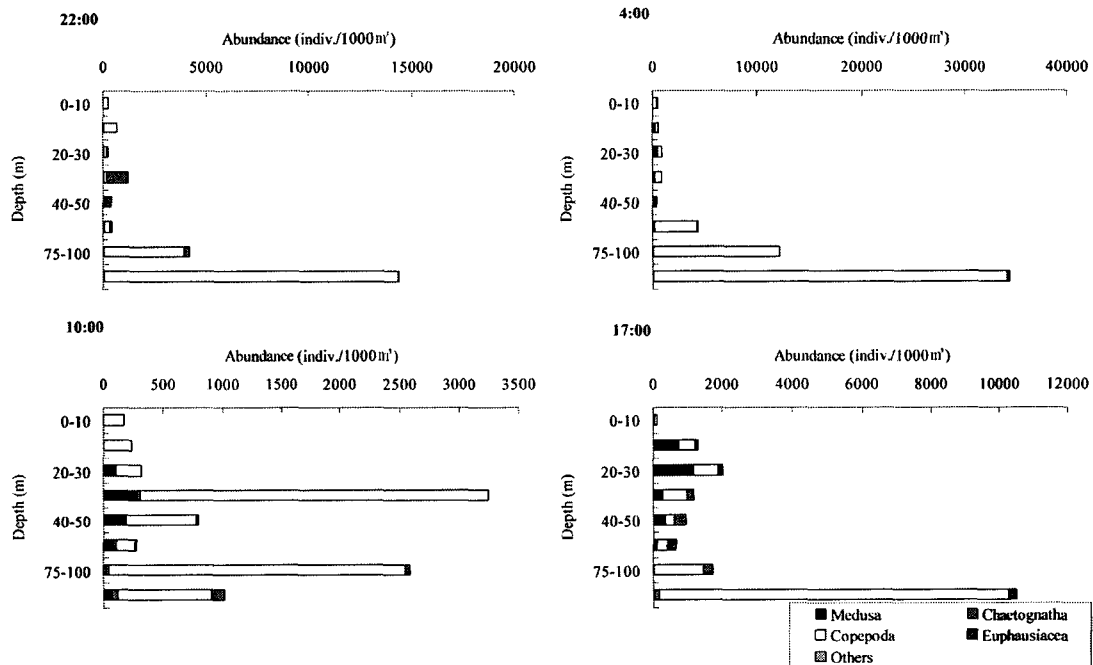 22:00
Abundance (indiv./1000m³)
0 5000 10000 15000 20000
Depth (m)
0-10
20-30
40-50
75-100
4:00
Abundance (indiv./1000m³)
0 10000 20000 30000 40000
Depth (m)
0-10
20-30
40-50
75-100
10:00
Abundance (indiv./1000m³)
0 500 1000 1500 2000 2500 3000 3500
Depth (m)
0-10
20-30
40-50
75-100
17:00
Abundance (indiv./1000m³)
0 2000 4000 6000 8000 10000 12000
Depth (m)
0-10
20-30
40-50
75-100
Medusa Chaetognatha
Copepoda Euphausiacea
Others